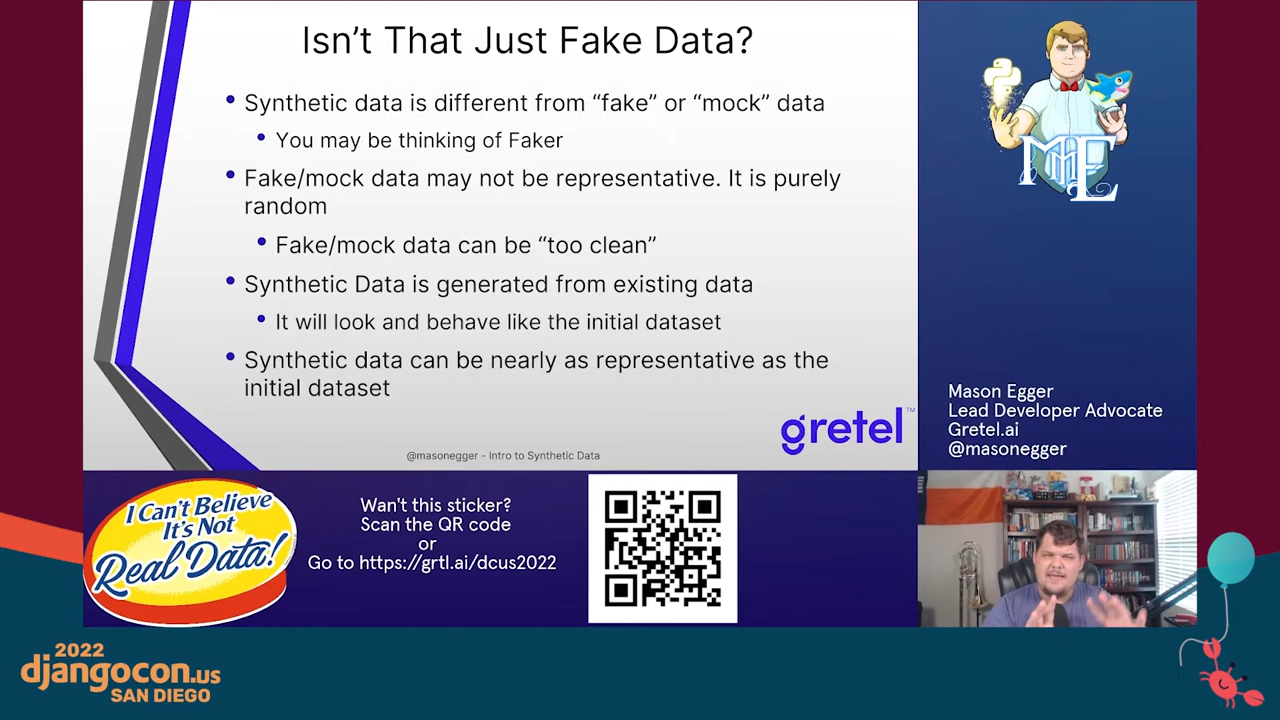 Isn't That Just Fake Data?
• Synthetic data is different from “fake” or “mock” data
• You may be thinking of Faker
• Fake/mock data may not be representative. It is purely
random
• Fake/mock data can be “too clean”
• Synthetic Data is generated from existing data
• It will look and behave like the initial dataset
• Synthetic data can be nearly as representative as the
initial dataset
gretel™
@masonegger - Intro to Synthetic Data
ME
Mason Egger
Lead Developer Advocate
Gretel.ai
@masonegger
I Can't Believe
It's Not
Real Data!
Wan't this sticker?
Scan the QR code
or
Go to https://grtl.ai/dcus2022
2022
djangocon.us
SAN DIEGO